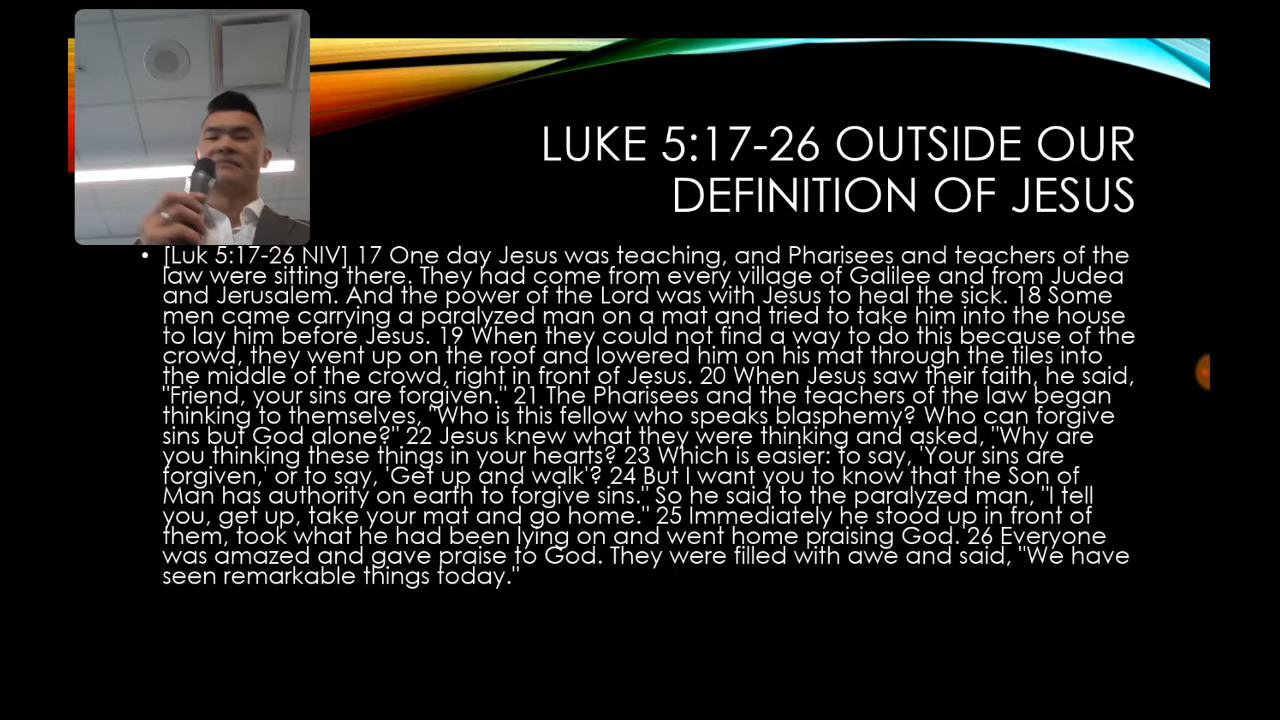 LUKE 5:17-26 OUTSIDE OUR
DEFINITION OF JESUS
• [Luk 5:17-26 NIV] 17 One day Jesus was teaching, and Pharisees and teachers of the
law were sitting there. They had come from every village of Galilee and from Judea
and Jerusalem. And the power of the Lord was with Jesus to heal the sick. 18 Some
men came carrying a paralyzed man on a mat and tried to take him into the house
to lay him before Jesus. 19 When they could not find a way to do this because of the
crowd, they went up on the roof and lowered him on his mat through the tiles into
the middle of the crowd, right in front of Jesus. 20 When Jesus saw their faith, he said,
"Friend, your sins are forgiven." 21 The Pharisees and the teachers of the law began
thinking to themselves, "Who is this fellow who speaks blasphemy? Who can forgive
sins but God alone?" 22 Jesus knew what they were thinking and asked, "Why are
you thinking these things in your hearts? 23 Which is easier: to say, 'Your sins are
forgiven,' or to say, 'Get up and walk'? 24 But I want you to know that the Son of
Man has authority on earth to forgive sins." So he said to the paralyzed man, "I tell
you, get up, take your mat and go home." 25 Immediately he stood up in front of
them, took what he had been lying on and went home praising God. 26 Everyone
was amazed and gave praise to God. They were filled with awe and said, "We have
seen remarkable things today."